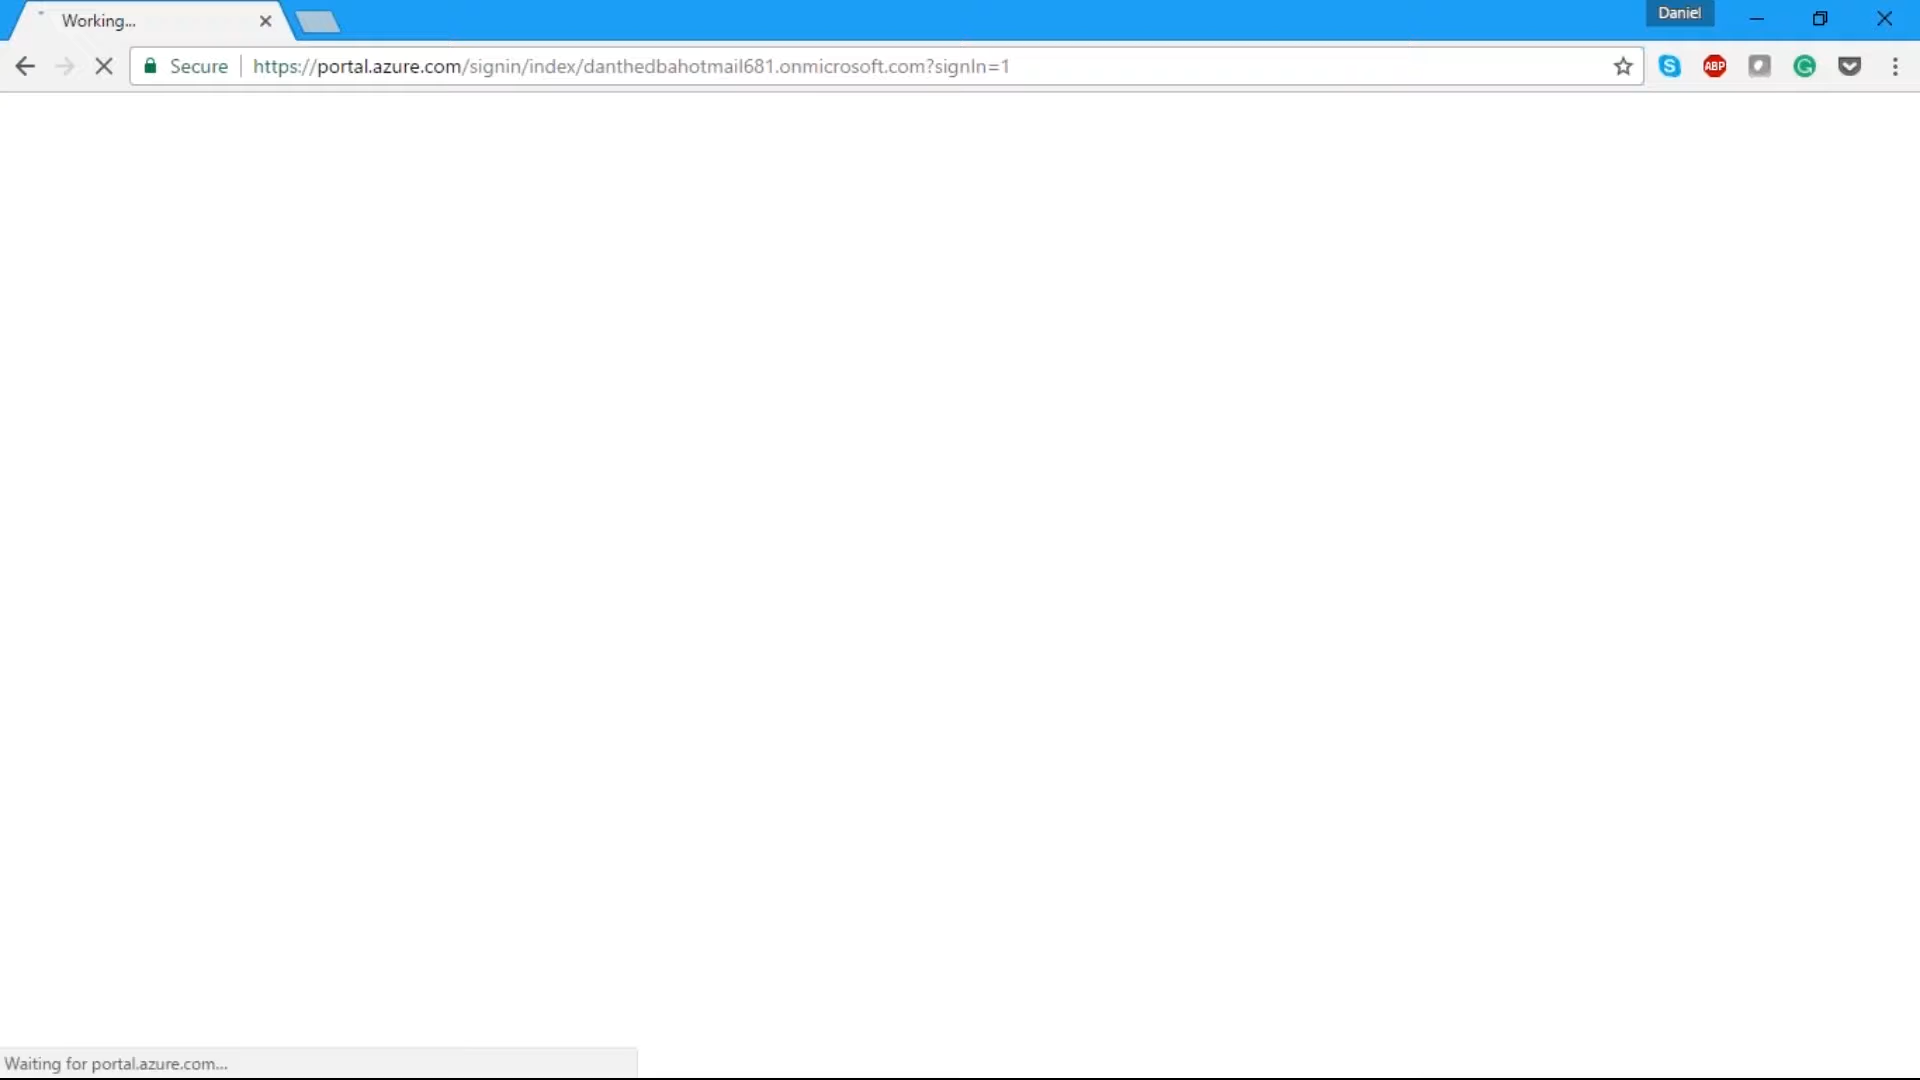 Working...
Daniel
Secure
https://portal.azure.com/signin/index/danthedbahotmail681.onmicrosoft.com?signIn=1
S
ABP
G
Waiting for portal.azure.com...